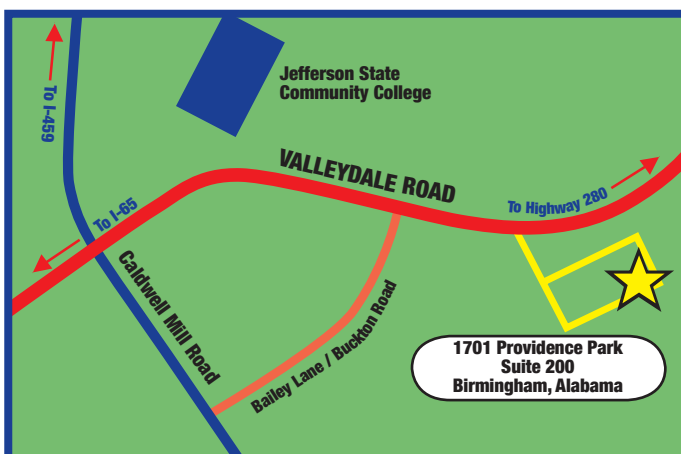 Jefferson State
Community College
To I-459
VALLEYDALE ROAD
To Highway 280
To I-65
Caldwell Mill Road
Bailey Lane / Buckton Road
1701 Providence Park
Suite 200
Birmingham, Alabama